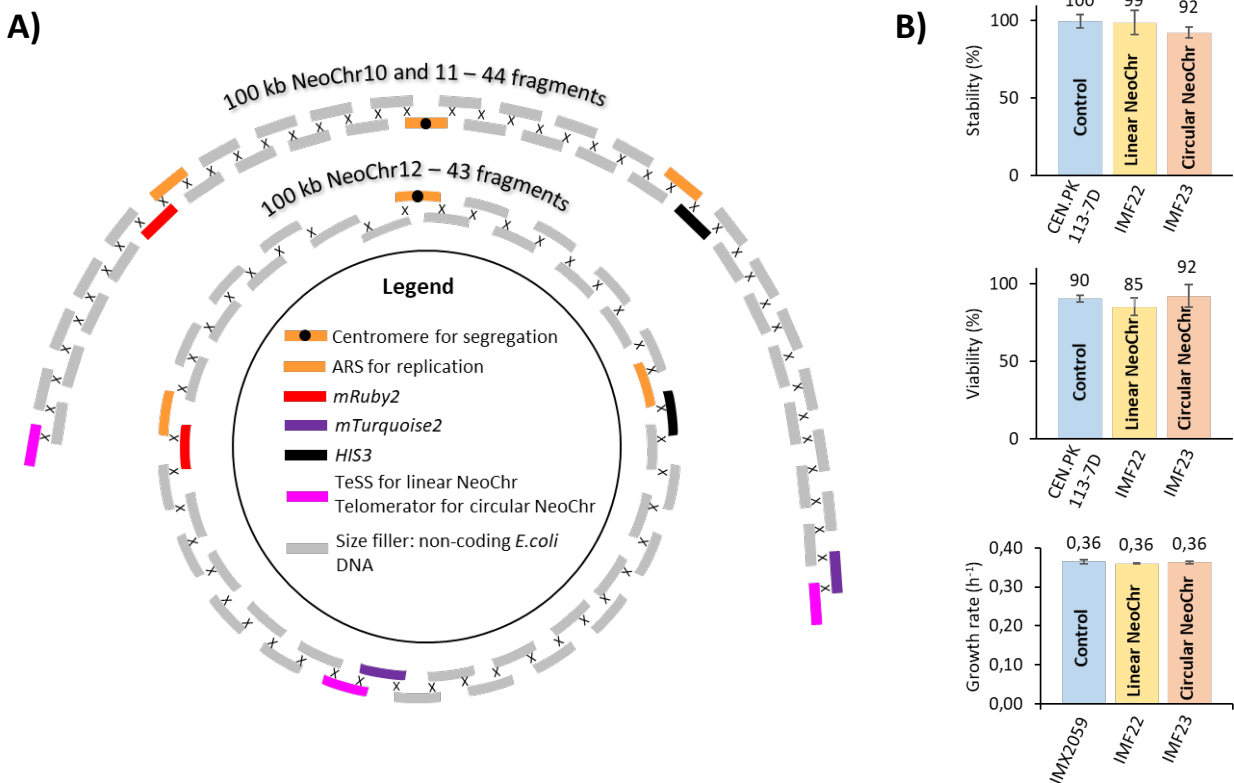 A)
100 kb NeoChr10 and 11 – 44 fragments
100 kb NeoChr12 – 43 fragments
Legend
Centromere for segregation
ARS for replication
mRuby2
mTurquoise2
HIS3
TeSS for linear NeoChr
Telomerator for circular NeoChr
Size filler: non-coding E.coli
DNA
B)
100 99 92
Stability (%)
100
50
0
Control
Linear NeoChr
Circular NeoChr
CEN.PK
113-7D
IMF22
IMF23
90 85 92
Viability (%)
100
50
0
Control
Linear NeoChr
Circular NeoChr
CEN.PK
113-7D
IMF22
IMF23
0,36 0,36 0,36
Growth rate (h⁻¹)
0,40
0,30
0,20
0,10
0,00
Control
Linear NeoChr
Circular NeoChr
IMX2059
IMF22
IMF23